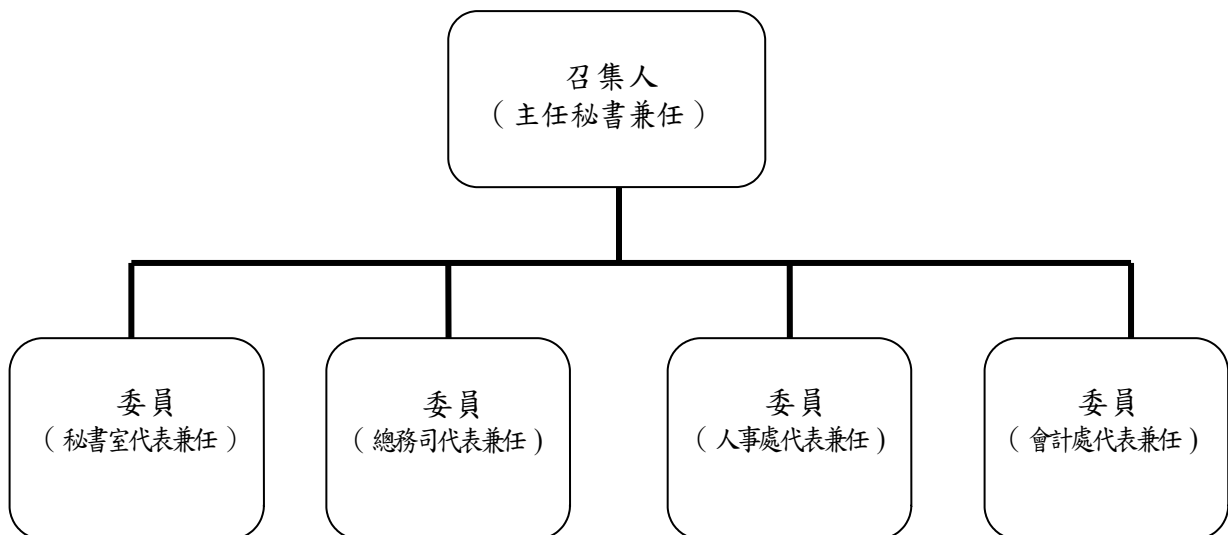 召集人
（主任秘書兼任）
委員
（秘書室代表兼任）
委員
（總務司代表兼任）
委員
（人事處代表兼任）
委員
（會計處代表兼任）